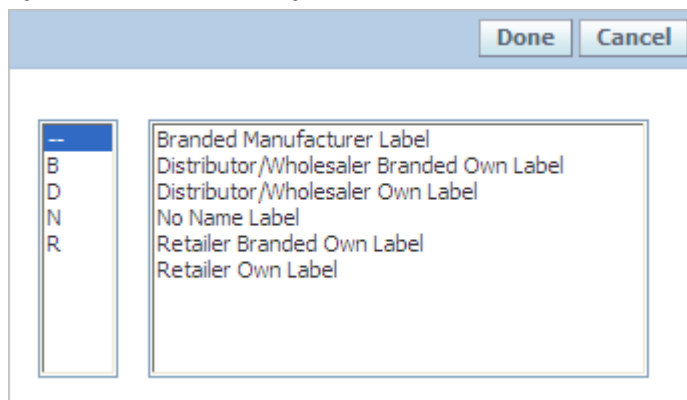 Done Cancel
--
B
D
N
R
Branded Manufacturer Label
Distributor/Wholesaler Branded Own Label
Distributor/Wholesaler Own Label
No Name Label
Retailer Branded Own Label
Retailer Own Label